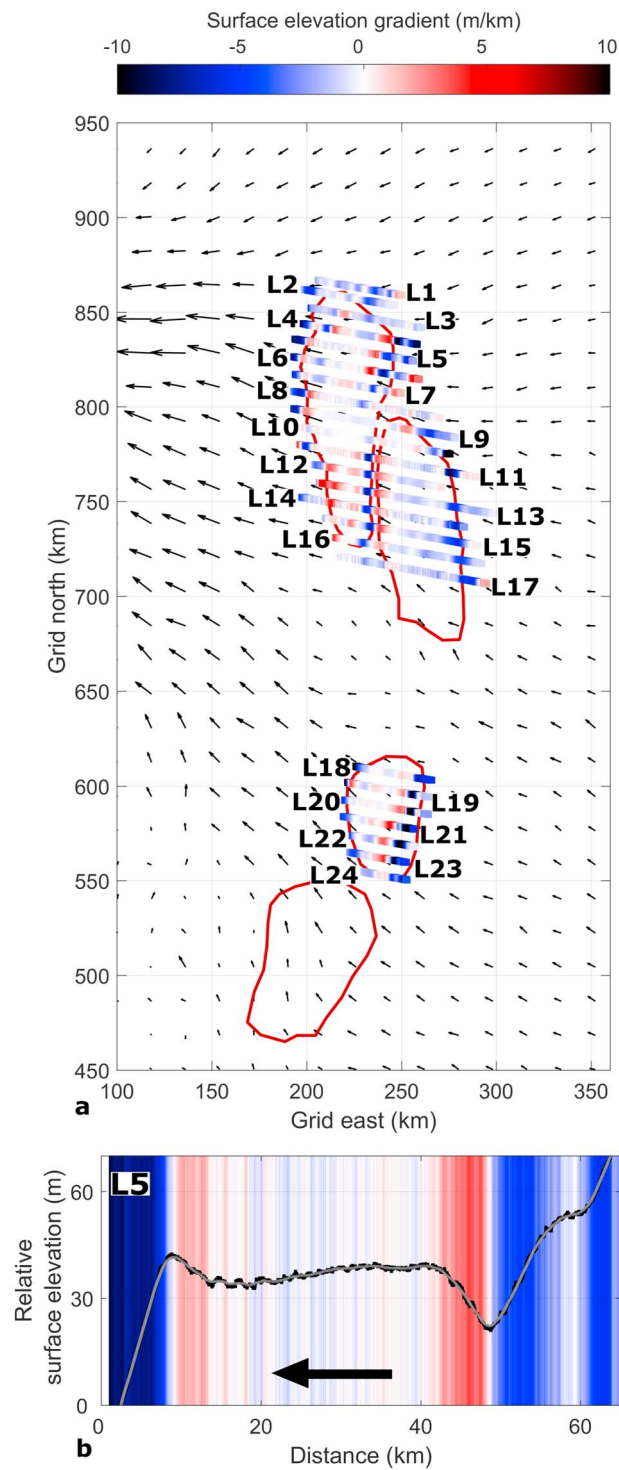 Surface elevation gradient (m/km)
-10 -5 0 5 10
950
900
850
800
750
700
650
600
550
500
450
Grid north (km)
L2 L1
L4 L3
L6 L5
L8 L7
L10 L9
L12 L11
L14 L13
L16 L15
L17
L18
L20 L19
L22 L21
L24 L23
100 150 200 250 300 350
a
Grid east (km)
L5
60
30
0
Relative
surface elevation (m)
0 20 40 60
b
Distance (km)